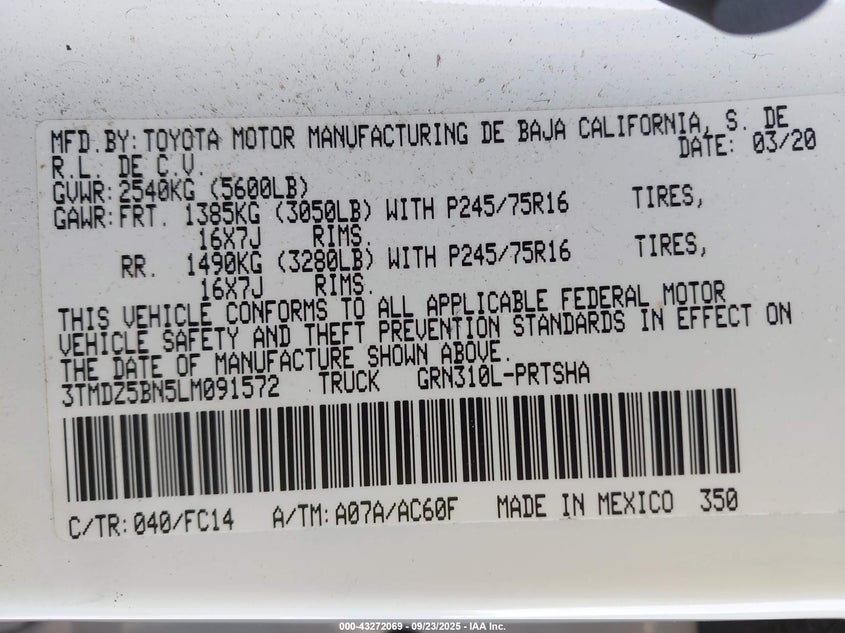 MFD.BY:TOYOTA MOTOR MANUFACTURING DE BAJA CALIFORNIA, S. DE
R.L. DE C.V. DATE: 03/20
GVWR:2540KG (5600LB)
GAWR:FRT. 1385KG (3050LB) WITH P245/75R16 TIRES,
16X7J RIMS.
RR. 1490KG (3280LB) WITH P245/75R16 TIRES,
16X7J RIMS.
THIS VEHICLE CONFORMS TO ALL APPLICABLE FEDERAL MOTOR
VEHICLE SAFETY AND THEFT PREVENTION STANDARDS IN EFFECT ON
THE DATE OF MANUFACTURE SHOWN ABOVE.
3TMDZ5BN5LM091572 TRUCK GRN310L-PRTSHA
C/TR:040/FC14 A/TM:A07A/AC60F MADE IN MEXICO 350
000-43272069 - 09/23/2025 - IAA Inc.